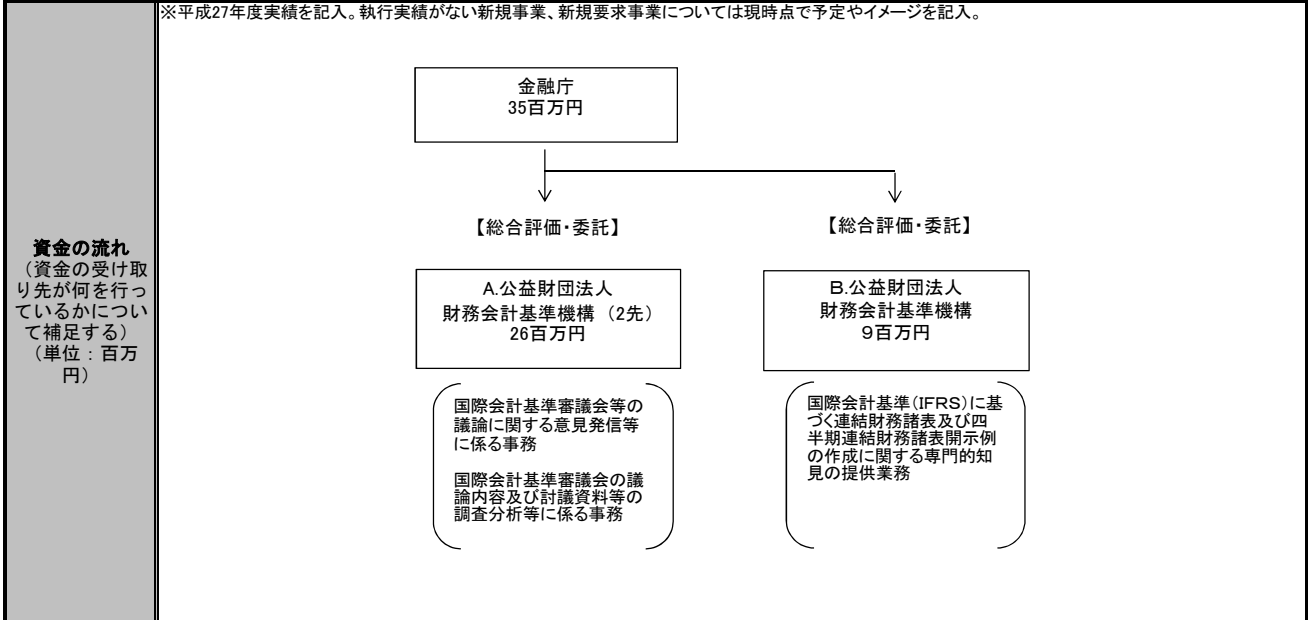 ※平成27年度実績を記入。執行実績がない新規事業、新規要求事業については現時点で予定やイメージを記入。
資金の流れ
（資金の受け取
り先が何を行っ
ているかについ
て補足する）
（単位：百万
円）
金融庁
35百万円
【総合評価・委託】
【総合評価・委託】
A.公益財団法人
財務会計基準機構 （2先）
26百万円
B.公益財団法人
財務会計基準機構
９百万円
国際会計基準審議会等の
議論に関する意見発信等
に係る事務
国際会計基準審議会の議
論内容及び討議資料等の
調査分析等に係る事務
国際会計基準（IFRS）に基
づく連結財務諸表及び四
半期連結財務諸表開示例
の作成に関する専門的知
見の提供業務